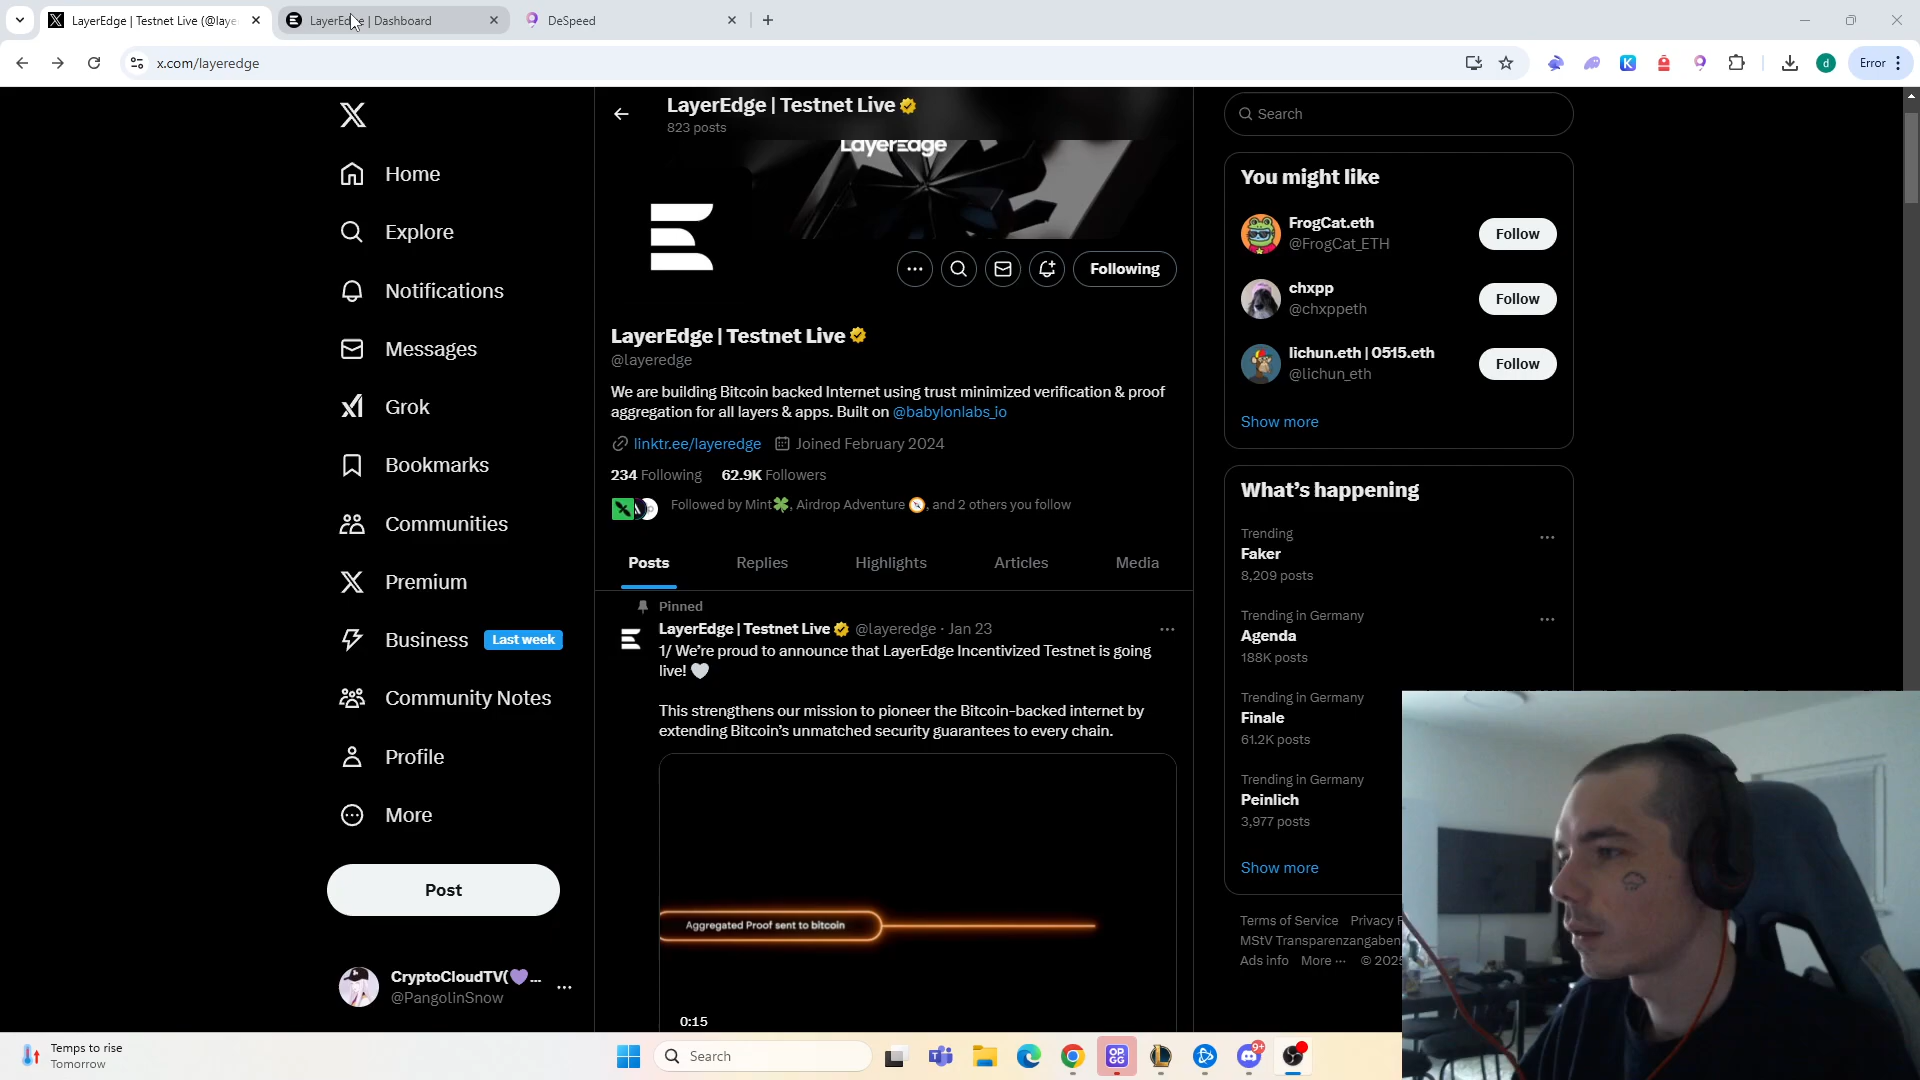 LayerEdge | Testnet Live (@laye
LayerEdge | Dashboard
DeSpeed
x.com/layeredge
K
d
Error
LayerEdge | Testnet Live
823 posts
LayerEdge
Search
Home
Explore
Notifications
Messages
Grok
Bookmarks
Communities
Premium
Business
Last week
Community Notes
Profile
More
Post
CryptoCloudTV(💜...
@PangolinSnow
Following
LayerEdge | Testnet Live
@layeredge
We are building Bitcoin backed Internet using trust minimized verification & proof
aggregation for all layers & apps. Built on @babylonlabs_io
linktr.ee/layeredge
Joined February 2024
234 Following
62.9K Followers
Followed by Mint🍀, Airdrop Adventure 🧭, and 2 others you follow
Posts
Replies
Highlights
Articles
Media
Pinned
LayerEdge | Testnet Live @layeredge · Jan 23
1/ We’re proud to announce that LayerEdge Incentivized Testnet is going
live! 🤍
This strengthens our mission to pioneer the Bitcoin-backed internet by
extending Bitcoin’s unmatched security guarantees to every chain.
Aggregated Proof sent to bitcoin
0:15
You might like
FrogCat.eth
@FrogCat_ETH
Follow
chxpp
@chxppeth
Follow
lichun.eth | 0515.eth
@lichun_eth
Follow
Show more
What’s happening
Trending
Faker
8,209 posts
Trending in Germany
Agenda
188K posts
Trending in Germany
Finale
61.2K posts
Trending in Germany
Peinlich
3,977 posts
Show more
Terms of Service
Privacy P
MStV Transparenzangaben
Ads info
More ···
© 2025
Temps to rise
Tomorrow
Search
OP
GG
9+